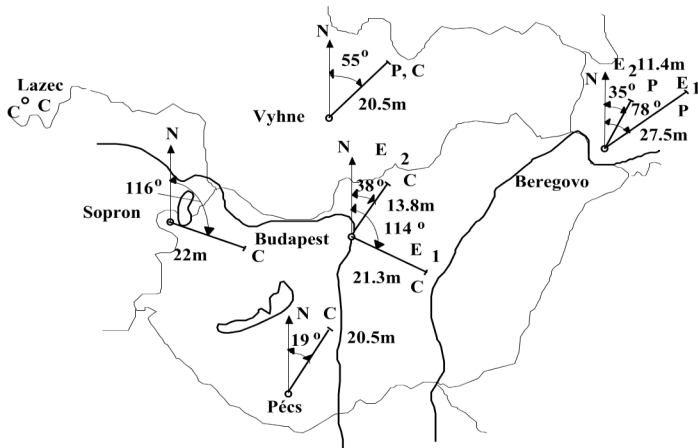 N
55°
P, C
20.5m
Vyhne
E 2 11.4m
N
P
E 1
35°
78°
P
27.5m
Beregovo
Lazec
C C
N
116°
Sopron
22m
C
N
E 2
38°
C
13.8m
114°
Budapest
E 1
21.3m
C
N
C
19°
20.5m
Pécs